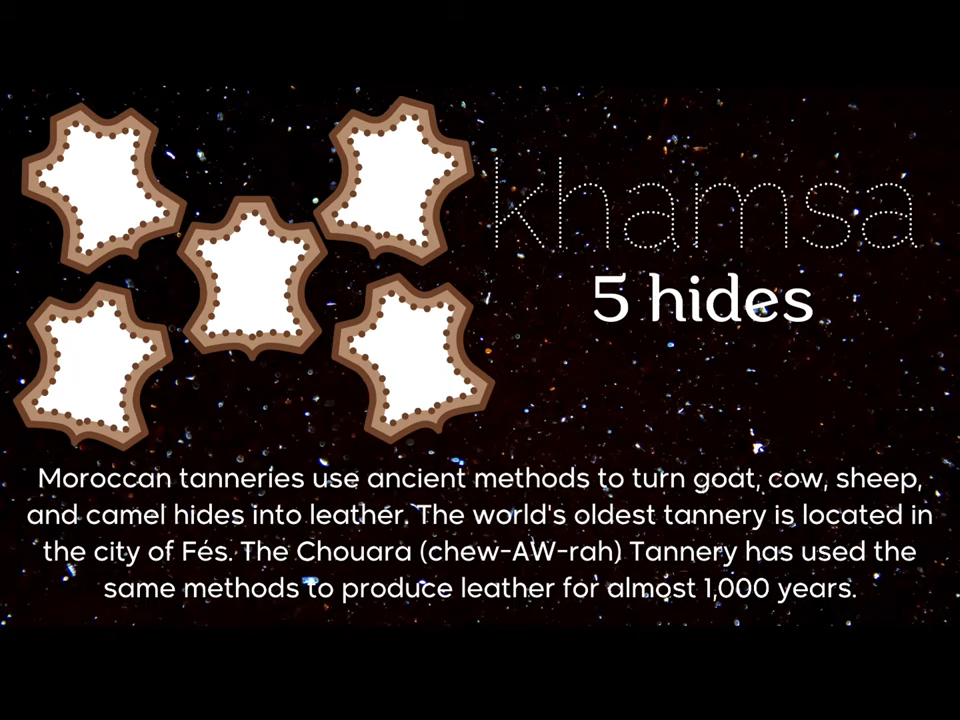 khamsa
5 hides
Moroccan tanneries use ancient methods to turn goat, cow, sheep,
and camel hides into leather. The world's oldest tannery is located in
the city of Fés. The Chouara (chew-AW-rah) Tannery has used the
same methods to produce leather for almost 1,000 years.